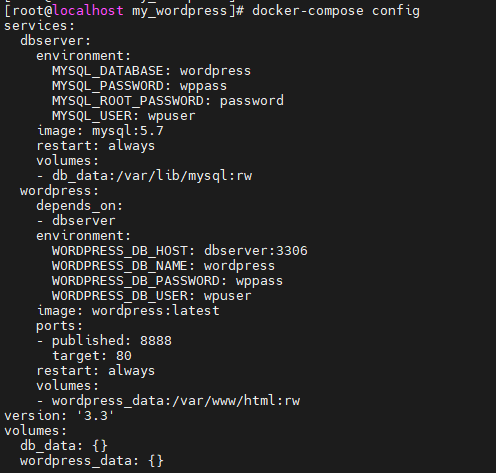 [root@localhost my_wordpress]# docker-compose config
services:
  dbserver:
    environment:
      MYSQL_DATABASE: wordpress
      MYSQL_PASSWORD: wppass
      MYSQL_ROOT_PASSWORD: password
      MYSQL_USER: wpuser
    image: mysql:5.7
    restart: always
    volumes:
    - db_data:/var/lib/mysql:rw
  wordpress:
    depends_on:
    - dbserver
    environment:
      WORDPRESS_DB_HOST: dbserver:3306
      WORDPRESS_DB_NAME: wordpress
      WORDPRESS_DB_PASSWORD: wppass
      WORDPRESS_DB_USER: wpuser
    image: wordpress:latest
    ports:
    - published: 8888
      target: 80
    restart: always
    volumes:
    - wordpress_data:/var/www/html:rw
version: '3.3'
volumes:
  db_data: {}
  wordpress_data: {}